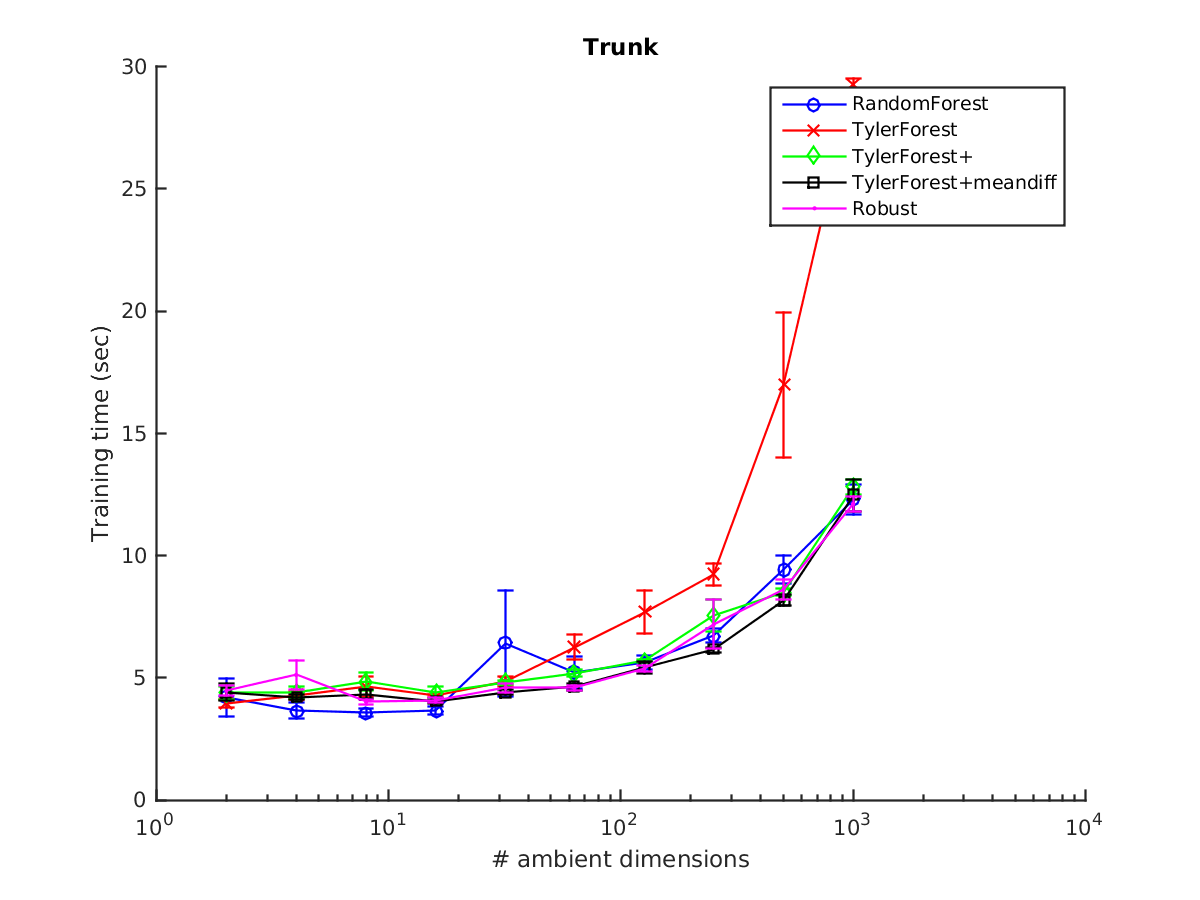 Trunk
30
25
20
15
10
5
0
Training time (sec)
RandomForest
TylerForest
TylerForest+
TylerForest+meandiff
Robust
10^0 10^1 10^2 10^3 10^4
# ambient dimensions